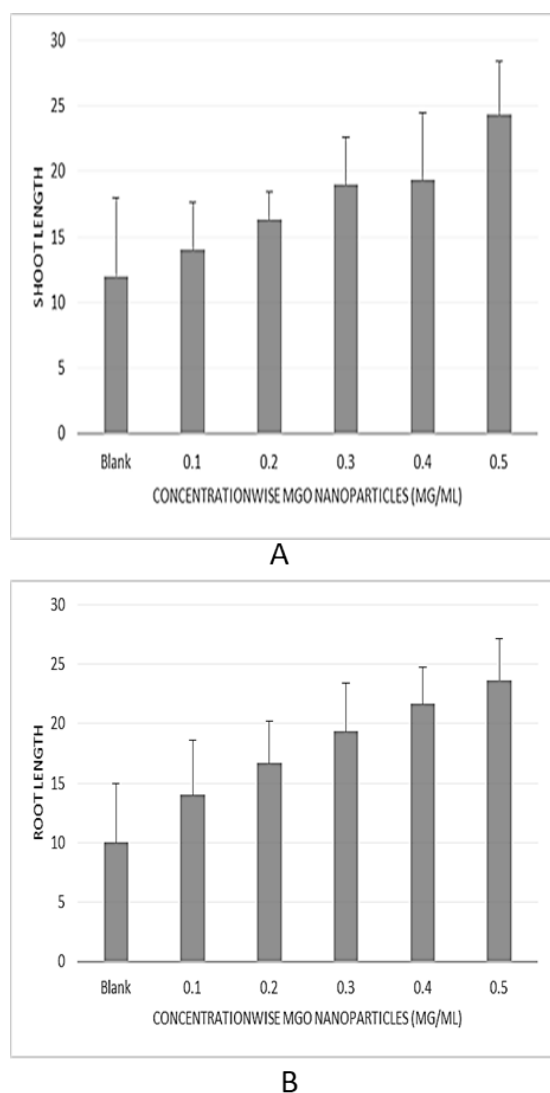 30
25
20
15
10
5
0
SHOOT LENGTH
Blank 0.1 0.2 0.3 0.4 0.5
CONCENTRATIONWISE MGO NANOPARTICLES (MG/ML)
A
30
25
20
15
10
5
0
ROOT LENGTH
Blank 0.1 0.2 0.3 0.4 0.5
CONCENTRATIONWISE MGO NANOPARTICLES (MG/ML)
B